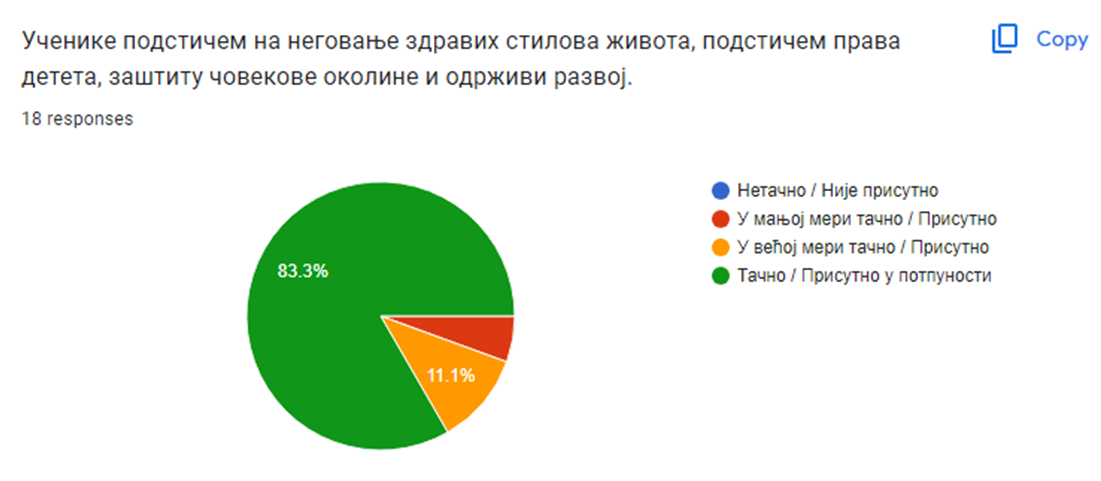 Ученике подстичем на неговање здравих стилова живота, подстичем права
Copy
детета, заштиту човекове околине и одрживи развој.
18 responses
Нетачно / Није присутно
У мањој мери тачно / Присутно
У већој мери тачно / Присутно
Тачно / Присутно у потпуности
83.3%
11.1%